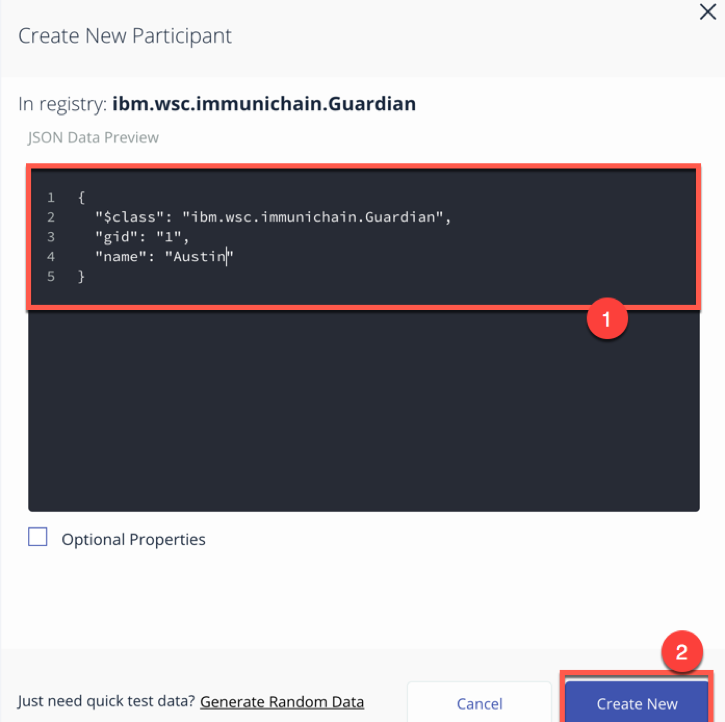 Create New Participant
In registry: ibm.wsc.immunichain.Guardian
JSON Data Preview
1 {
2 "$class": "ibm.wsc.immunichain.Guardian",
3 "gid": "1",
4 "name": "Austin"
5 }
1
Optional Properties
2
Just need quick test data? Generate Random Data
Cancel
Create New